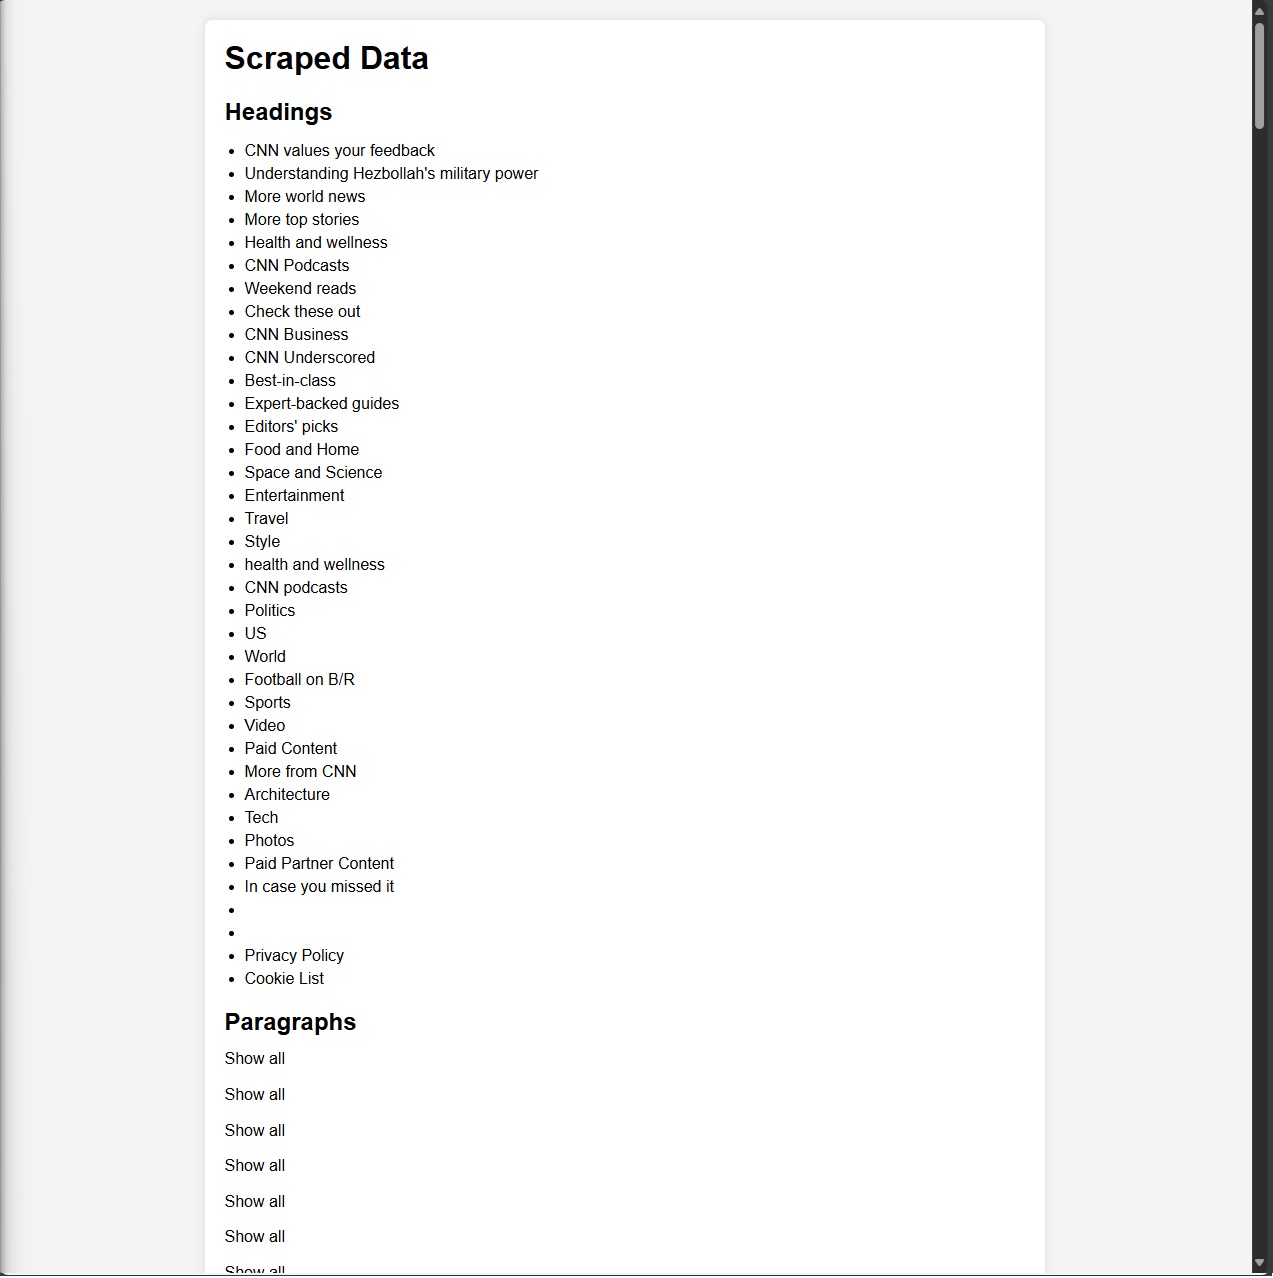 Scraped Data
Headings
CNN values your feedback
Understanding Hezbollah's military power
More world news
More top stories
Health and wellness
CNN Podcasts
Weekend reads
Check these out
CNN Business
CNN Underscored
Best-in-class
Expert-backed guides
Editors' picks
Food and Home
Space and Science
Entertainment
Travel
Style
health and wellness
CNN podcasts
Politics
US
World
Football on B/R
Sports
Video
Paid Content
More from CNN
Architecture
Tech
Photos
Paid Partner Content
In case you missed it
Privacy Policy
Cookie List
Paragraphs
Show all
Show all
Show all
Show all
Show all
Show all
Show all